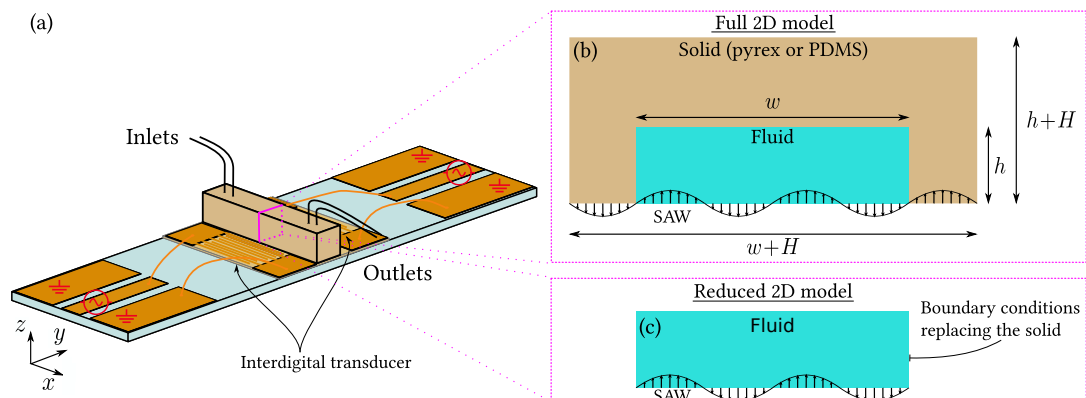 (a)
Inlets
Outlets
Interdigital transducer
z
y
x
Full 2D model
(b)
Solid (pyrex or PDMS)
w
Fluid
h
h+H
SAW
w+H
Reduced 2D model
(c)
Fluid
Boundary conditions
replacing the solid
SAW